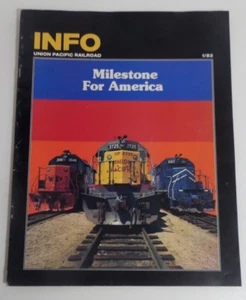 INFO
UNION PACIFIC RAILROAD
1/83
Milestone
For America